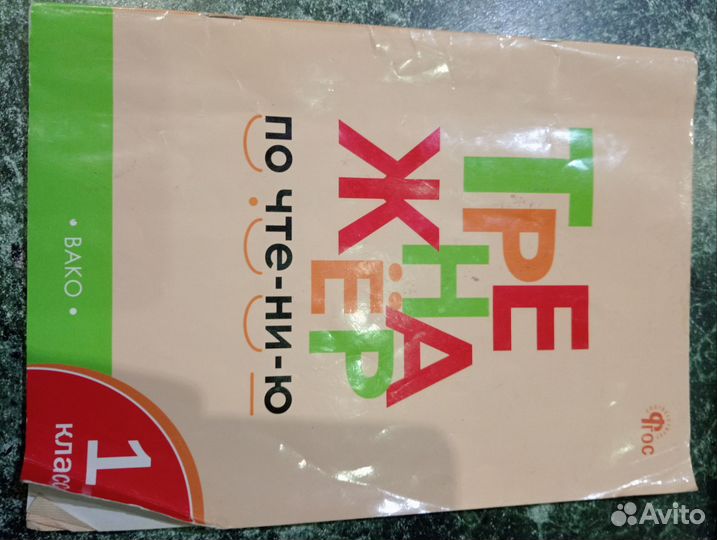 ФГОС
ТРЕ
НА
ЖЁР
по чте-ни-ю
• ВАКО •
1
класс
Avito